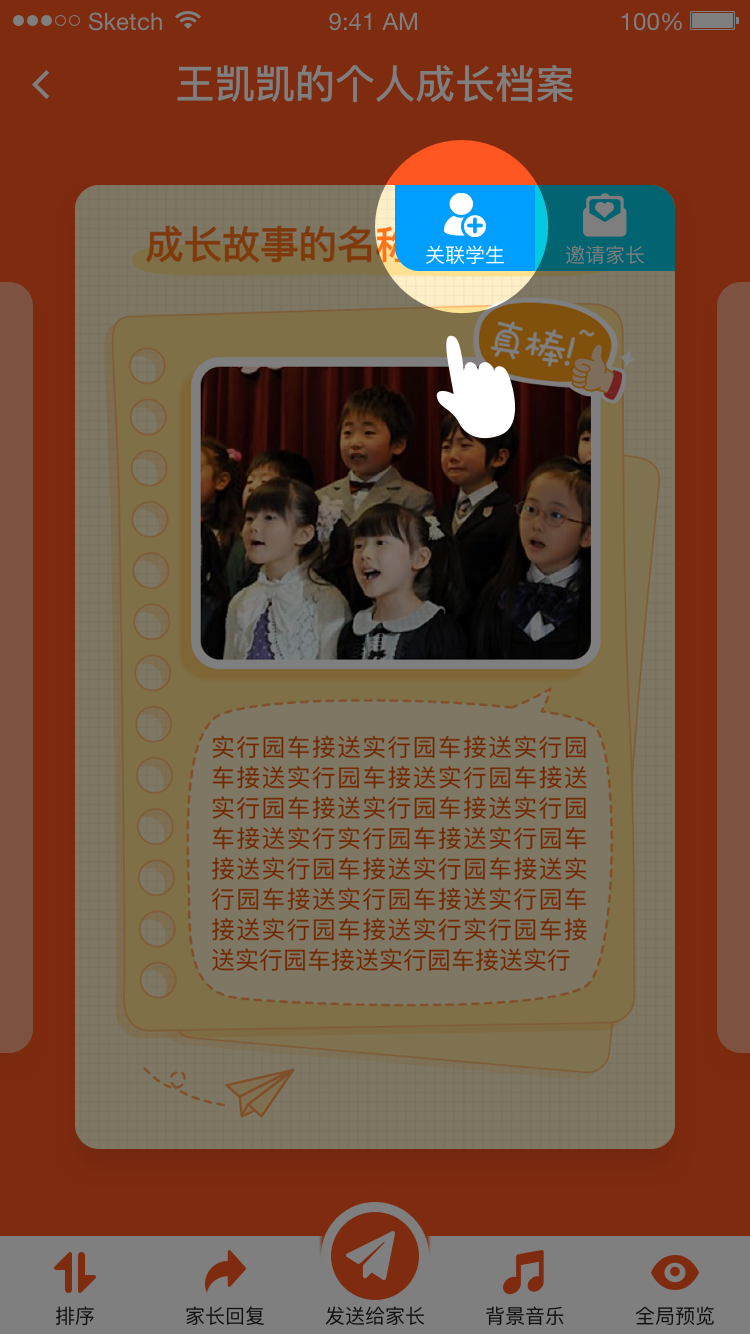 Sketch 9:41 AM 100%
王凯凯的个人成长档案
成长故事的名称
关联学生 邀请家长
真棒!~
实行园车接送实行园车接送实行园
车接送实行园车接送实行园车接送
实行园车接送实行园车接送实行园
车接送实行实行园车接送实行园车
接送实行园车接送实行园车接送实
行园车接送实行园车接送实行园车
接送实行园车接送实行实行园车接
送实行园车接送实行园车接送实行
排序 家长回复 发送给家长 背景音乐 全局预览